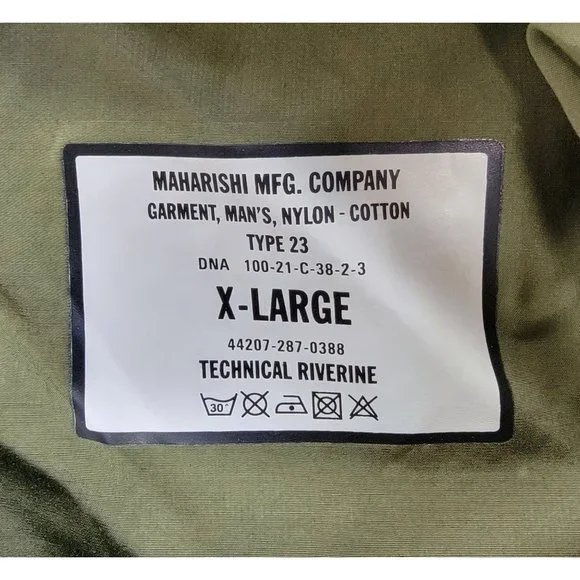 MAHARISHI MFG. COMPANY
GARMENT, MAN'S, NYLON - COTTON
TYPE 23
DNA 100-21-C-38-2-3
X-LARGE
44207-287-0388
TECHNICAL RIVERINE
30°